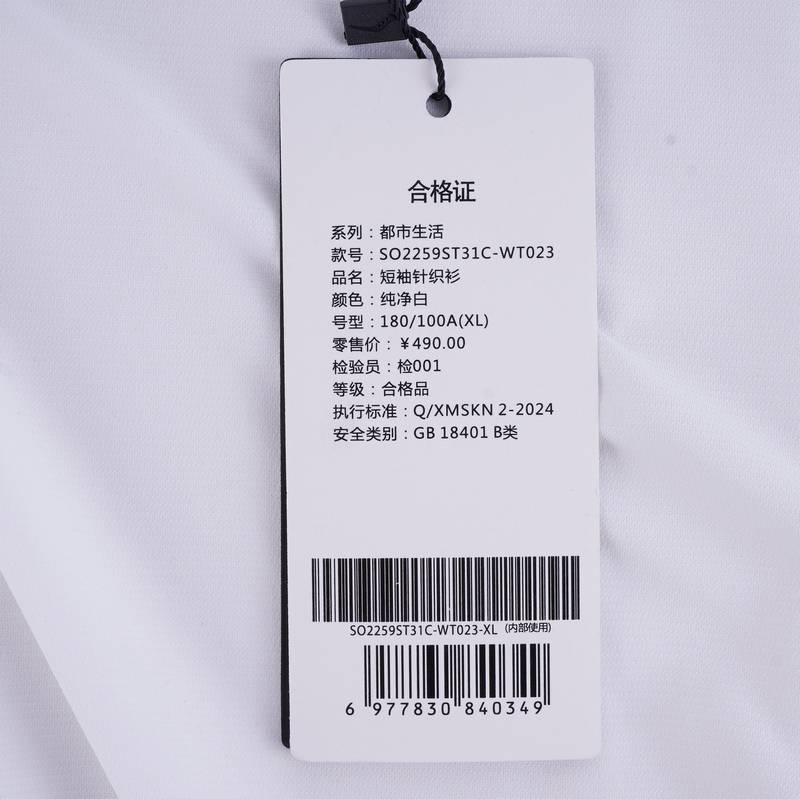 合格证
系列：都市生活
款号：SO2259ST31C-WT023
品名：短袖针织衫
颜色：纯净白
号型：180/100A(XL)
零售价：￥490.00
检验员：检001
等级：合格品
执行标准：Q/XMSKN 2-2024
安全类别：GB 18401 B类
SO2259ST31C-WT023-XL (内部使用)
6 977830 840349